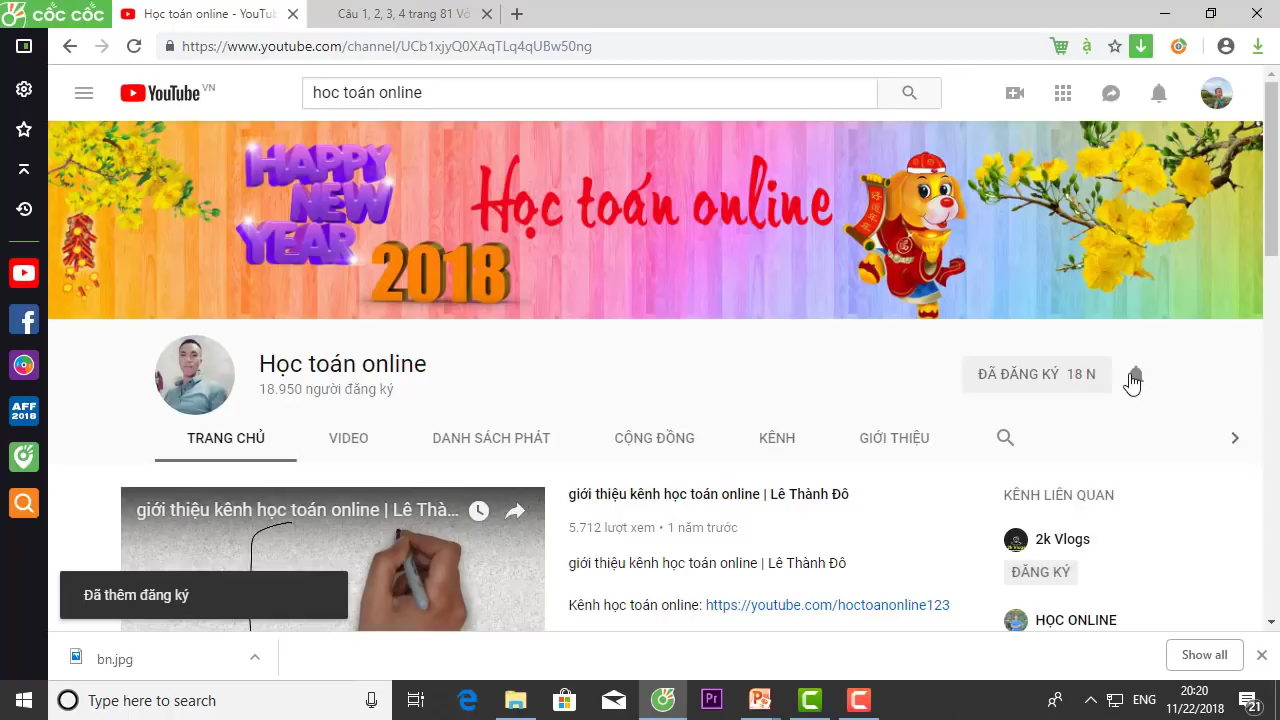 cốc cốc
Học toán online - YouTu
Câu 1, 2, 3, 4 trang 81 Vở
https://www.youtube.com/channel/UCb1xjyQ0XAqTLq4qUBw50ng
YouTube VN
hoc toán online
HAPPY
NEW
YEAR
2018
Học toán online
Học toán online
18.950 người đăng ký
ĐÃ ĐĂNG KÝ 18 N
TRANG CHỦ
VIDEO
DANH SÁCH PHÁT
CỘNG ĐỒNG
KÊNH
GIỚI THIỆU
giới thiệu kênh học toán online | Lê Thà...
giới thiệu kênh học toán online | Lê Thành Đô
5.712 lượt xem • 1 năm trước
giới thiệu kênh học toán online | Lê Thành Đô
Kênh học toán online: https://youtube.com/hoctoanonline123
KÊNH LIÊN QUAN
2k Vlogs
ĐĂNG KÝ
HỌC ONLINE
Đã thêm đăng ký
AFF
2018
bn.jpg
Show all
Type here to search
ENG
20:20
11/22/2018
21